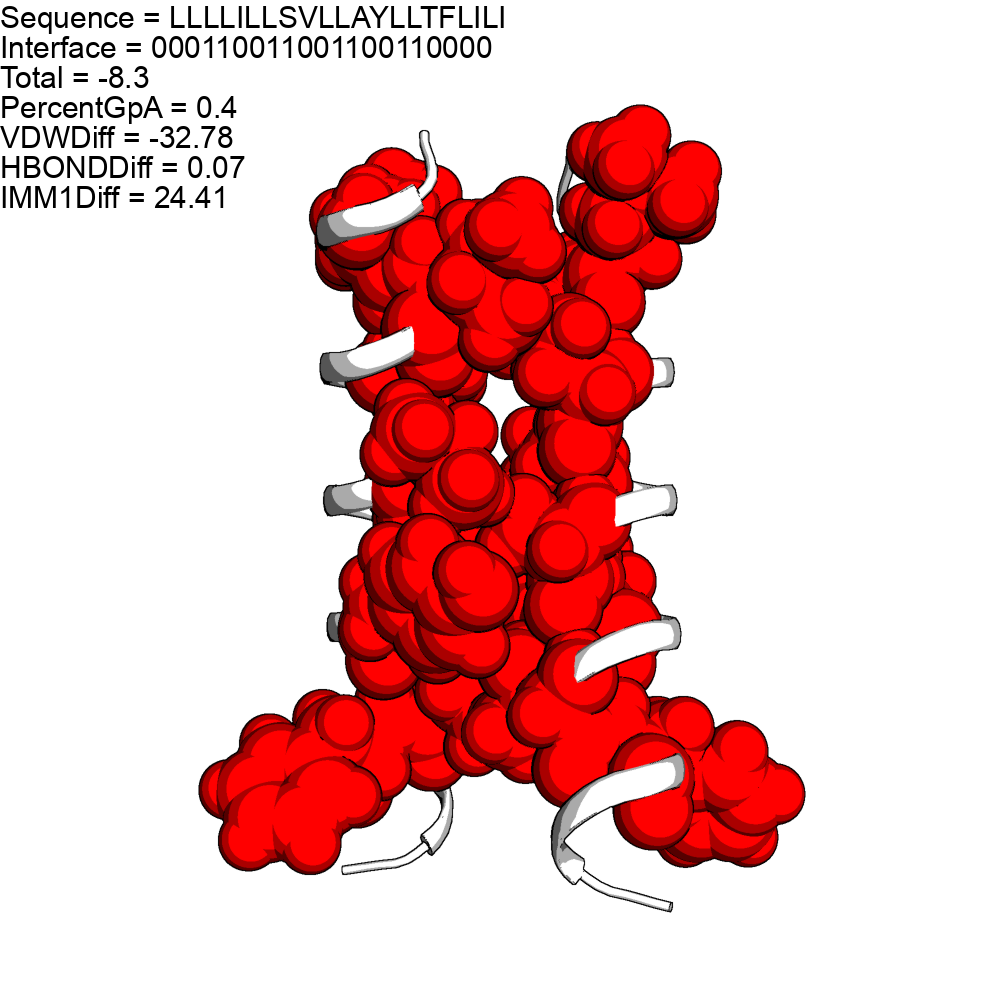 Sequence = LLLLILLSVLLAYLLTFLILI
Interface = 000110011001100110000
Total = -8.3
PercentGpA = 0.4
VDWDiff = -32.78
HBONDDiff = 0.07
IMM1Diff = 24.41